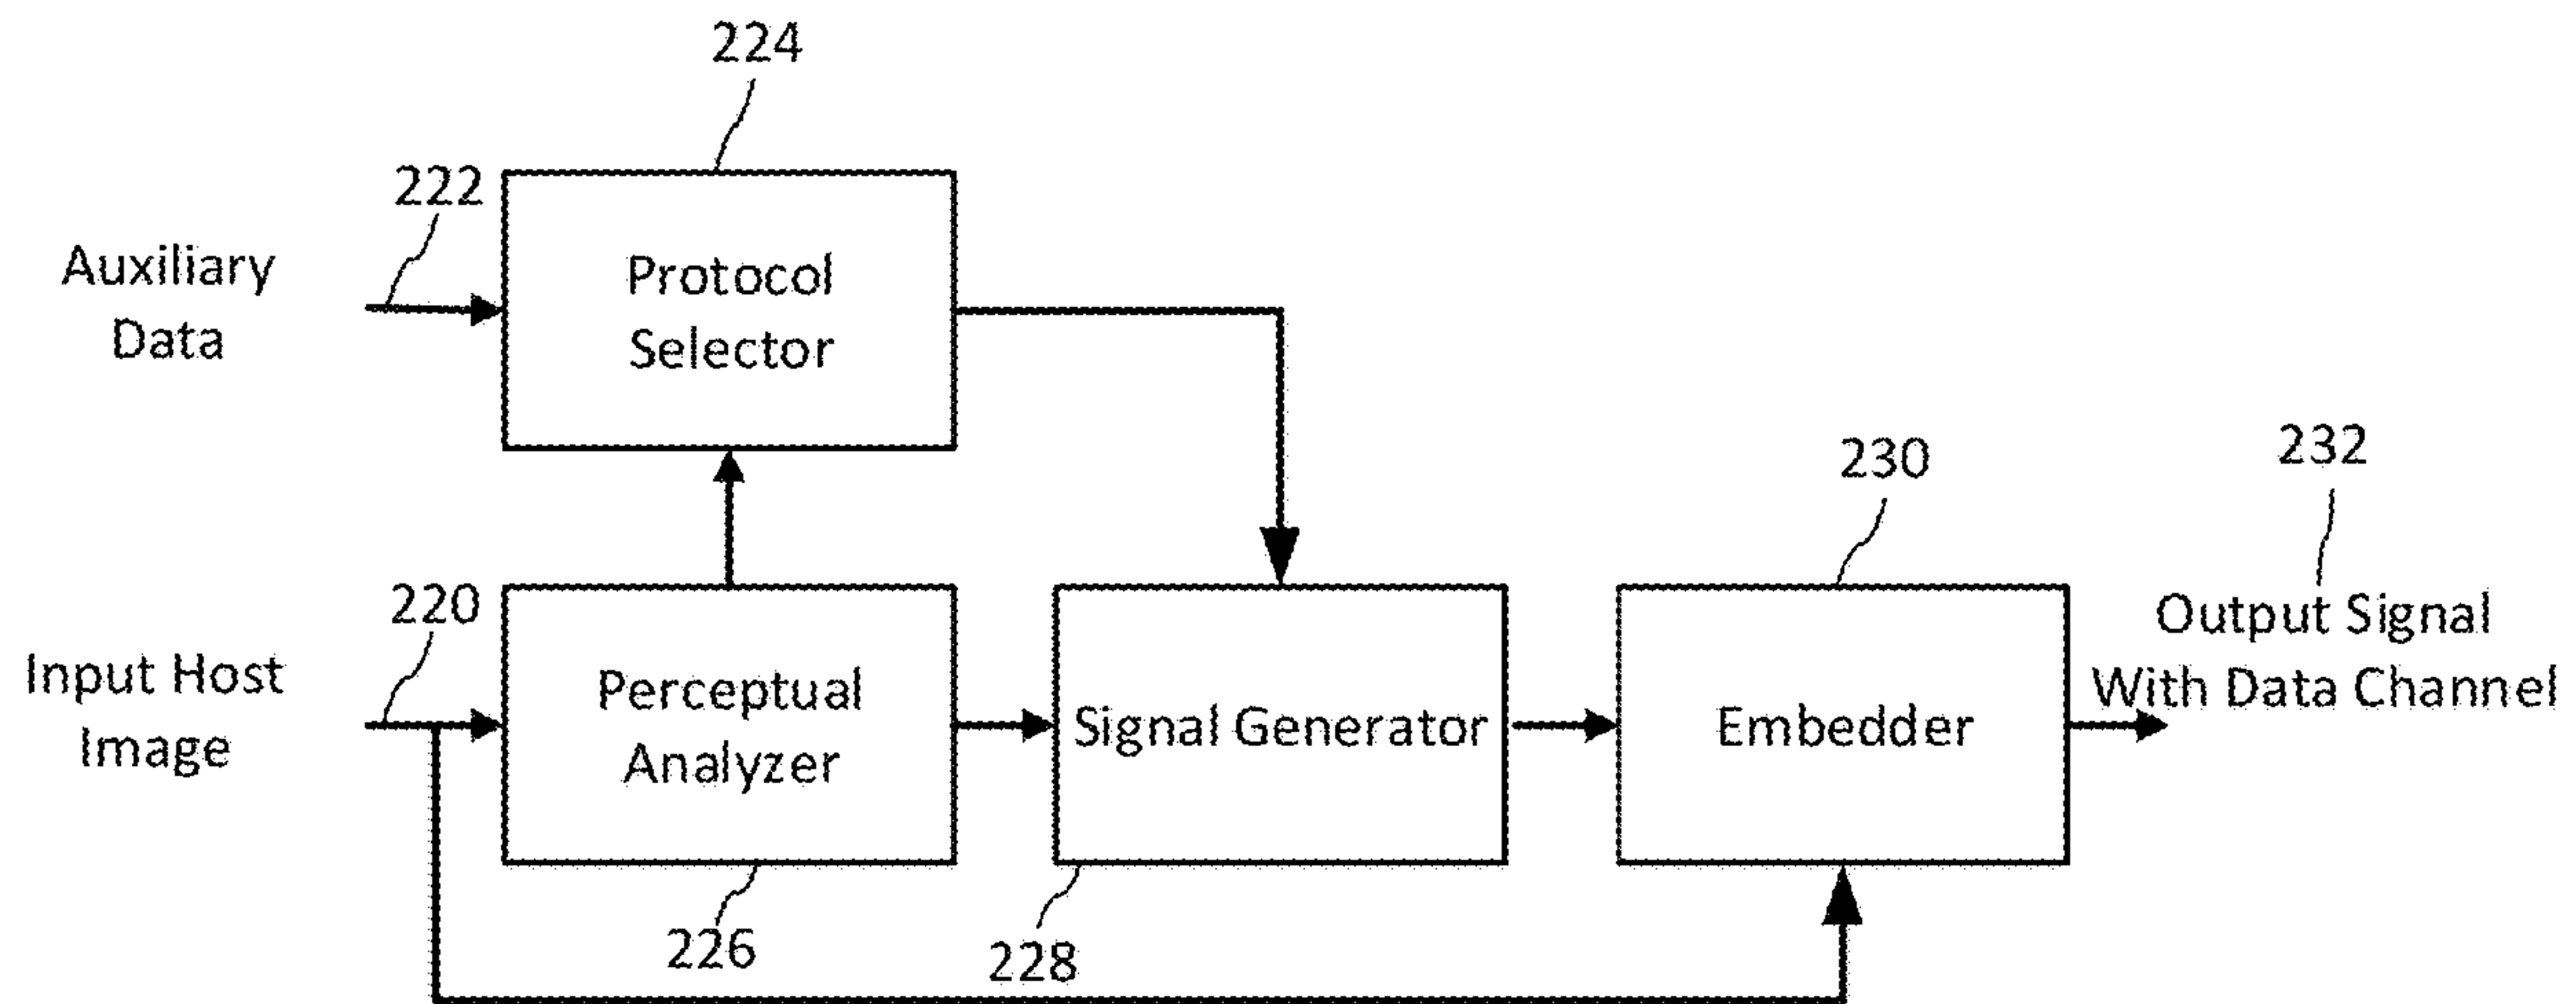 224
222
Auxiliary
Data
Protocol
Selector
230
232
220
Input Host
Image
Perceptual
Analyzer
Signal Generator
Embedder
Output Signal
With Data Channel
226
228